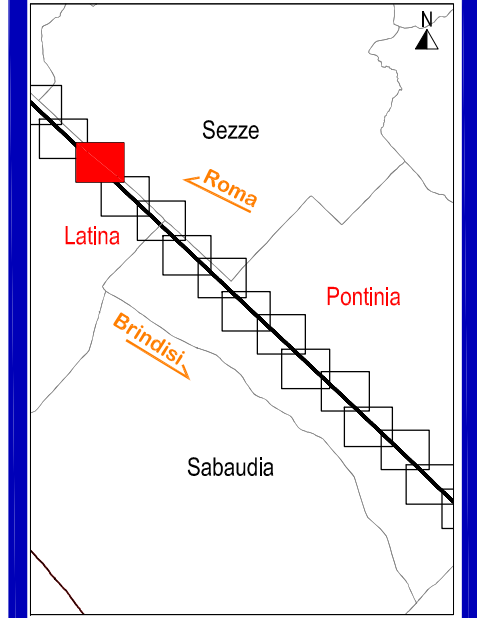 N
Sezze
Roma
Latina
Pontinia
Brindisi
Sabaudia